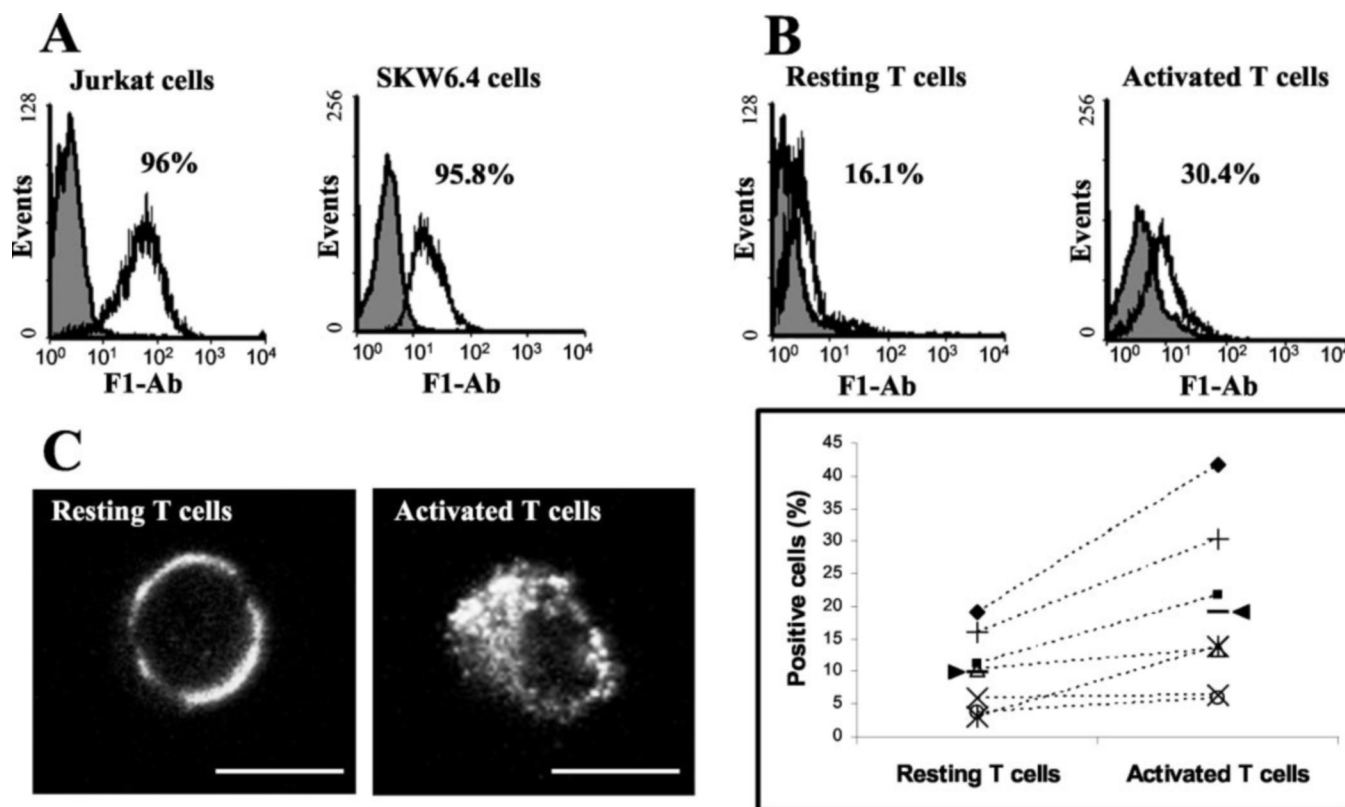 A
Jurkat cells
128
Events
0
96%
10⁰ 10¹ 10² 10³ 10⁴
F1-Ab
SKW6.4 cells
256
Events
0
95.8%
10⁰ 10¹ 10² 10³ 10⁴
F1-Ab
B
Resting T cells
128
Events
0
16.1%
10⁰ 10¹ 10² 10³ 10⁴
F1-Ab
Activated T cells
256
Events
0
30.4%
10⁰ 10¹ 10² 10³ 10
F1-Ab
45
40
35
30
25
20
15
10
5
0
Positive cells (%)
Resting T cells Activated T cells
C
Resting T cells
Activated T cells